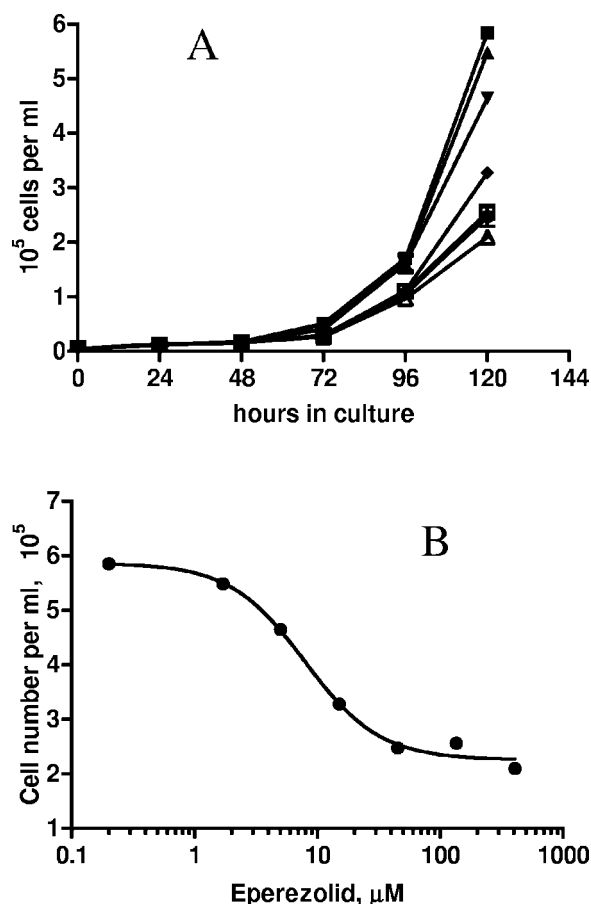 A
6
5
4
3
2
1
0
10⁵ cells per ml
0 24 48 72 96 120 144
hours in culture
B
7
6
5
4
3
2
1
Cell number per ml, 10⁵
0.1 1 10 100 1000
Eperezolid, µM